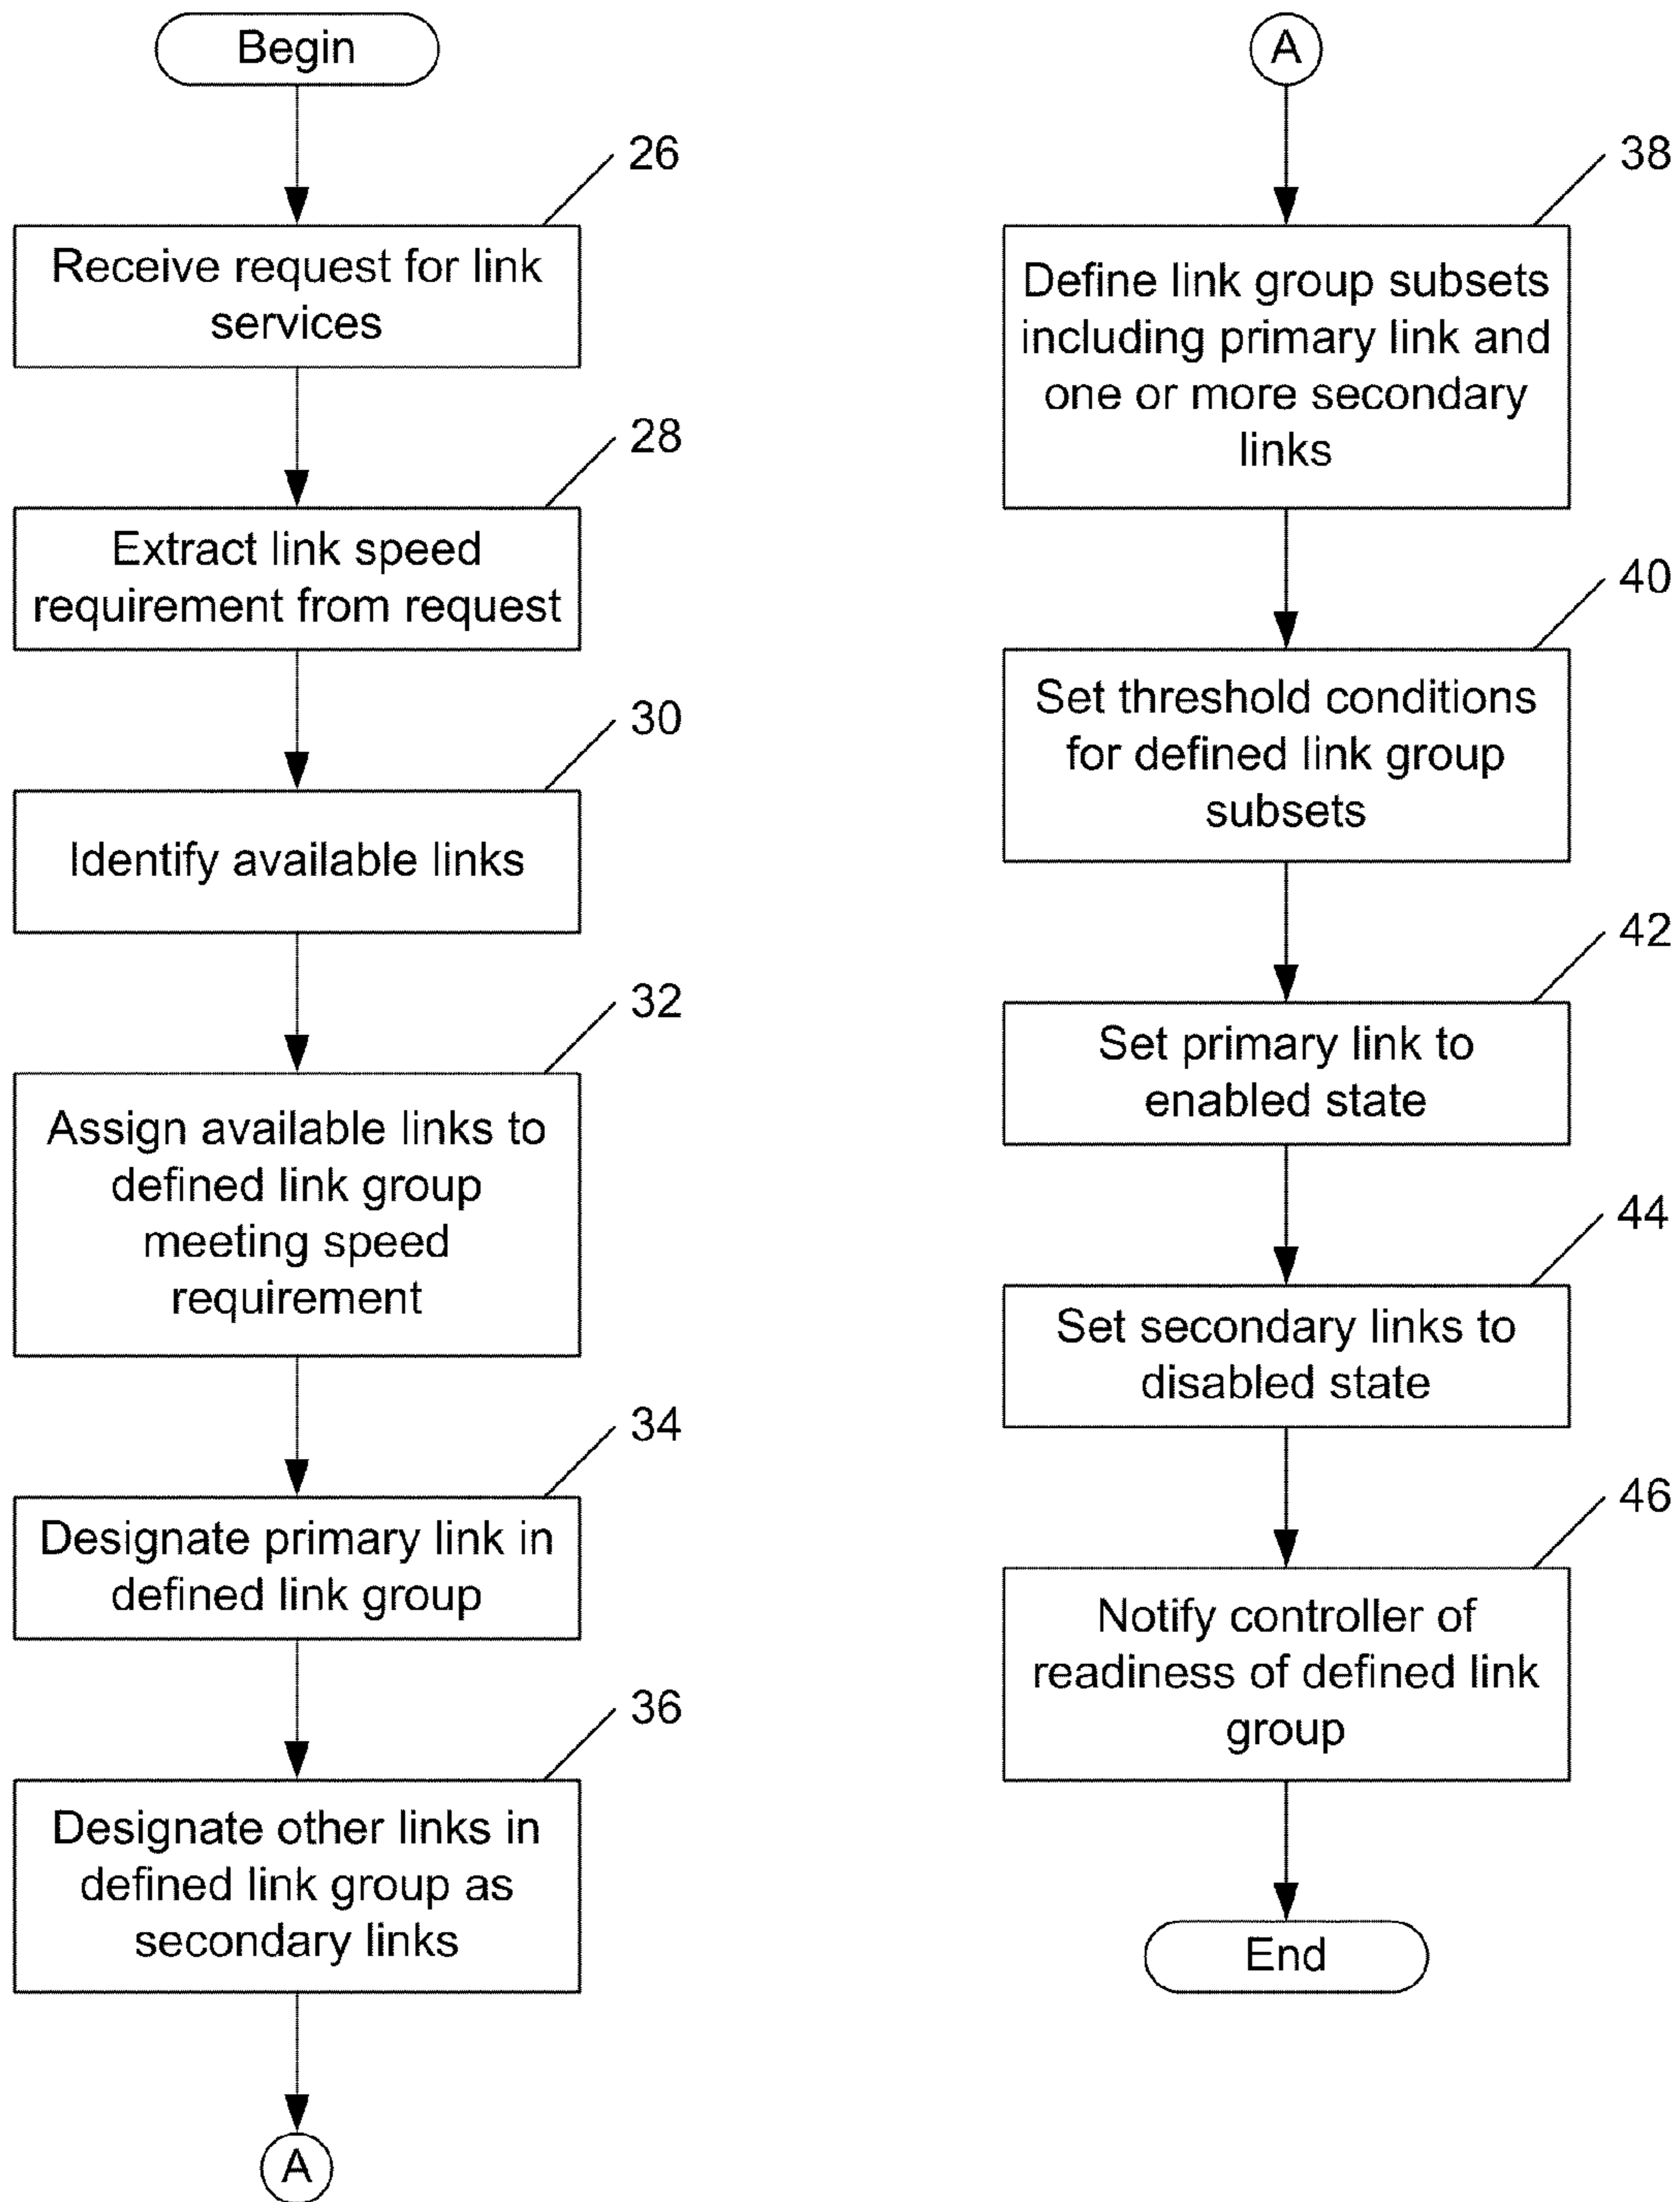 Begin
26
Receive request for link
services
28
Extract link speed
requirement from request
30
Identify available links
32
Assign available links to
defined link group
meeting speed
requirement
34
Designate primary link in
defined link group
36
Designate other links in
defined link group as
secondary links
A
A
38
Define link group subsets
including primary link and
one or more secondary
links
40
Set threshold conditions
for defined link group
subsets
42
Set primary link to
enabled state
44
Set secondary links to
disabled state
46
Notify controller of
readiness of defined link
group
End